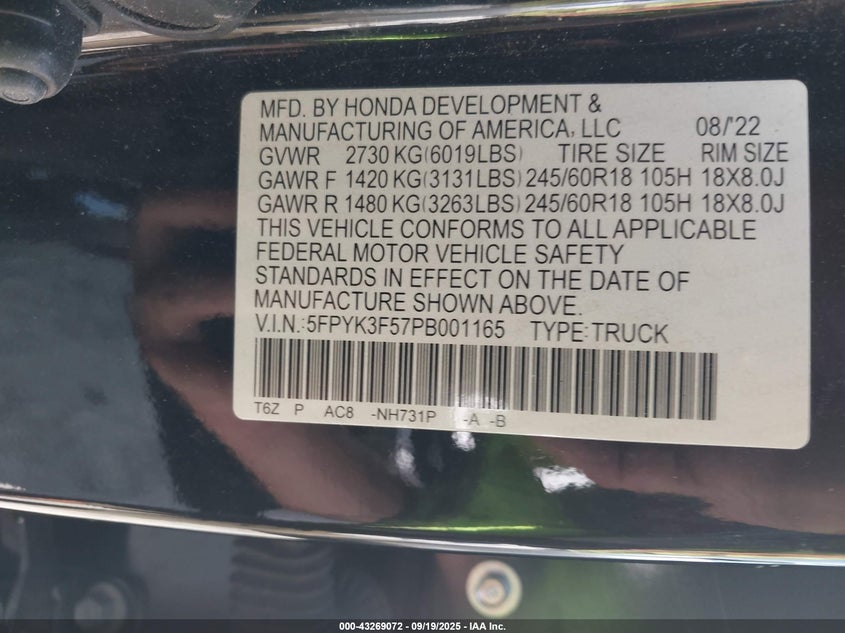 MFD. BY HONDA DEVELOPMENT &
MANUFACTURING OF AMERICA, LLC 08/'22
GVWR 2730 KG(6019LBS) TIRE SIZE RIM SIZE
GAWR F 1420 KG(3131LBS) 245/60R18 105H 18X8.0J
GAWR R 1480 KG(3263LBS) 245/60R18 105H 18X8.0J
THIS VEHICLE CONFORMS TO ALL APPLICABLE
FEDERAL MOTOR VEHICLE SAFETY
STANDARDS IN EFFECT ON THE DATE OF
MANUFACTURE SHOWN ABOVE.
V.I.N.:5FPYK3F57PB001165 TYPE:TRUCK
T6Z P AC8 -NH731P -A -B
000-43269072 - 09/19/2025 - IAA Inc.